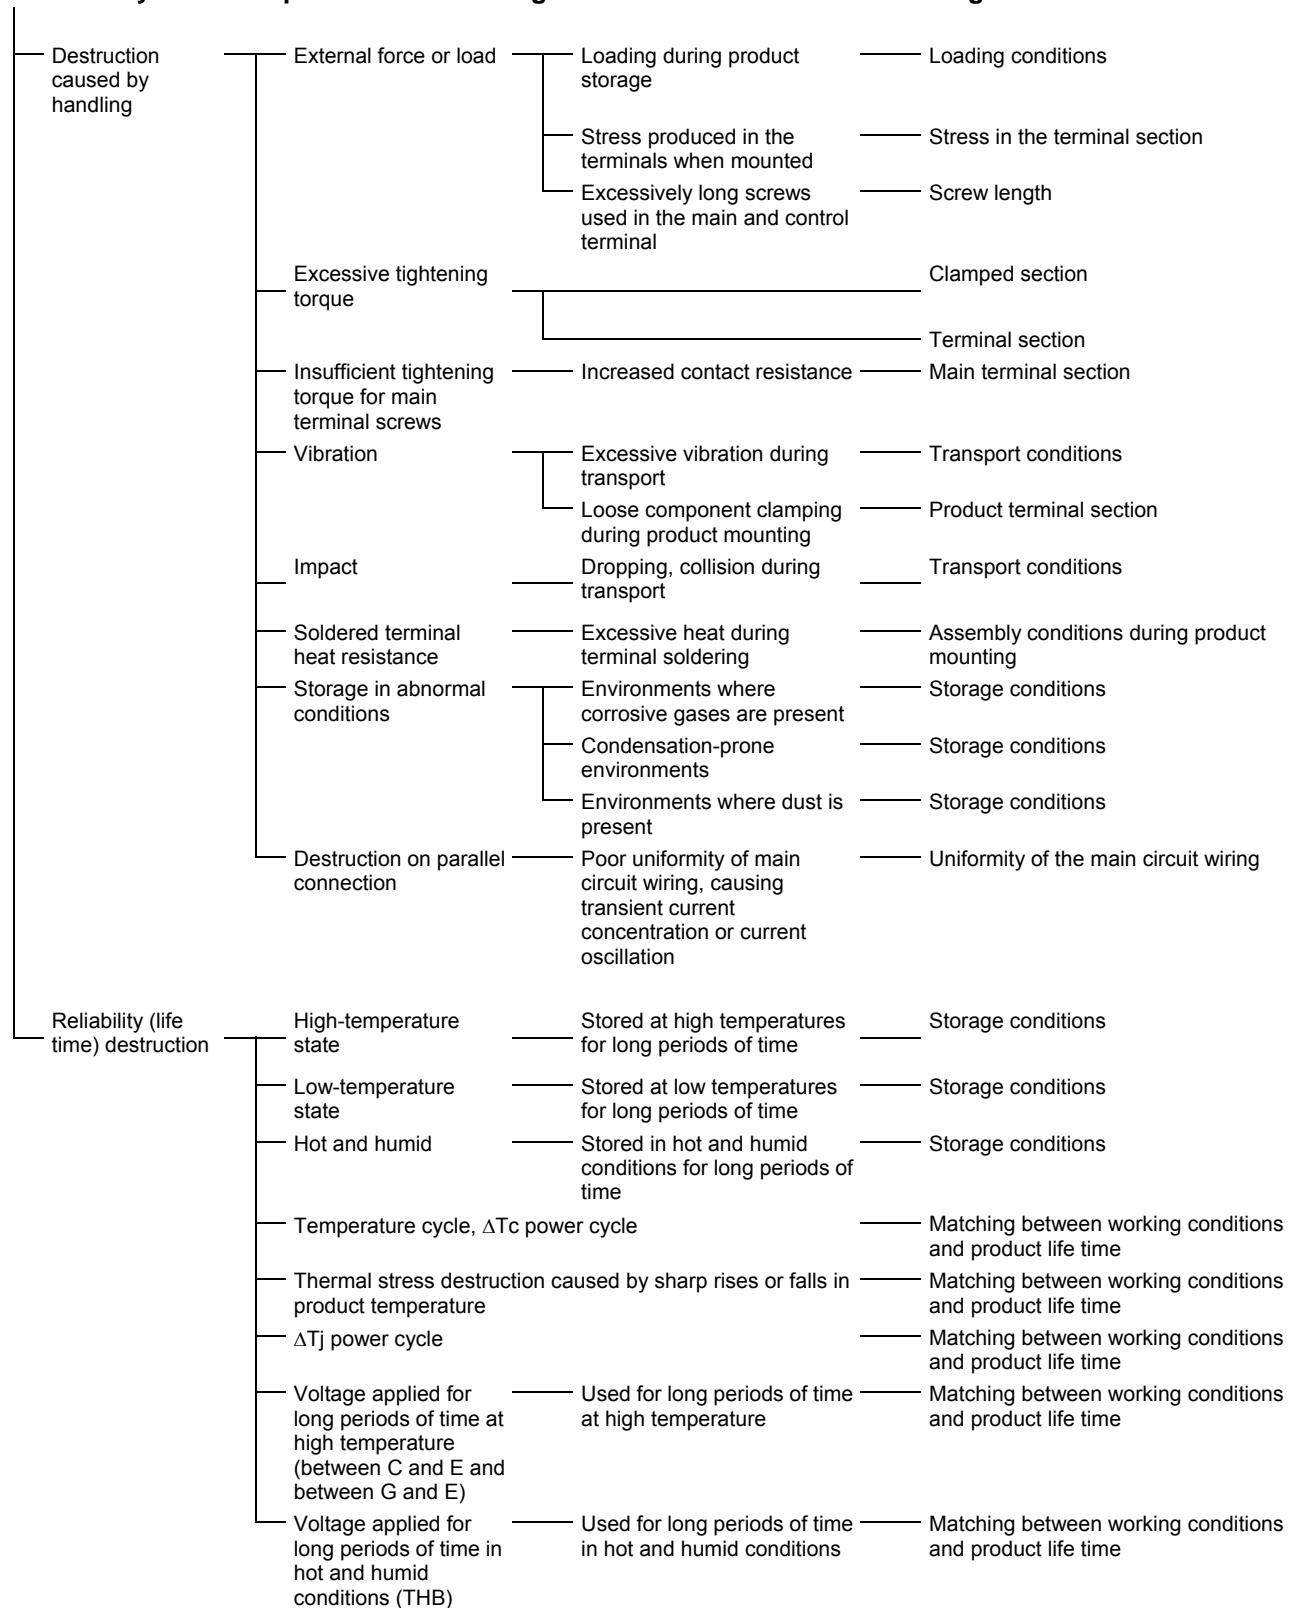 Destruction
caused by
handling
External force or load
Loading during product
storage
Loading conditions
Stress produced in the
terminals when mounted
Stress in the terminal section
Excessively long screws
used in the main and control
terminal
Screw length
Excessive tightening
torque
Clamped section
Terminal section
Insufficient tightening
torque for main
terminal screws
Increased contact resistance
Main terminal section
Vibration
Excessive vibration during
transport
Transport conditions
Loose component clamping
during product mounting
Product terminal section
Impact
Dropping, collision during
transport
Transport conditions
Soldered terminal
heat resistance
Excessive heat during
terminal soldering
Assembly conditions during product
mounting
Storage in abnormal
conditions
Environments where
corrosive gases are present
Storage conditions
Condensation-prone
environments
Storage conditions
Environments where dust is
present
Storage conditions
Destruction on parallel
connection
Poor uniformity of main
circuit wiring, causing
transient current
concentration or current
oscillation
Uniformity of the main circuit wiring
Reliability (life
time) destruction
High-temperature
state
Stored at high temperatures
for long periods of time
Storage conditions
Low-temperature
state
Stored at low temperatures
for long periods of time
Storage conditions
Hot and humid
Stored in hot and humid
conditions for long periods of
time
Storage conditions
Temperature cycle, ΔTc power cycle
Matching between working conditions
and product life time
Thermal stress destruction caused by sharp rises or falls in
product temperature
Matching between working conditions
and product life time
ΔTj power cycle
Matching between working conditions
and product life time
Voltage applied for
long periods of time at
high temperature
(between C and E and
between G and E)
Used for long periods of time
at high temperature
Matching between working conditions
and product life time
Voltage applied for
long periods of time in
hot and humid
conditions (THB)
Used for long periods of time
in hot and humid conditions
Matching between working conditions
and product life time